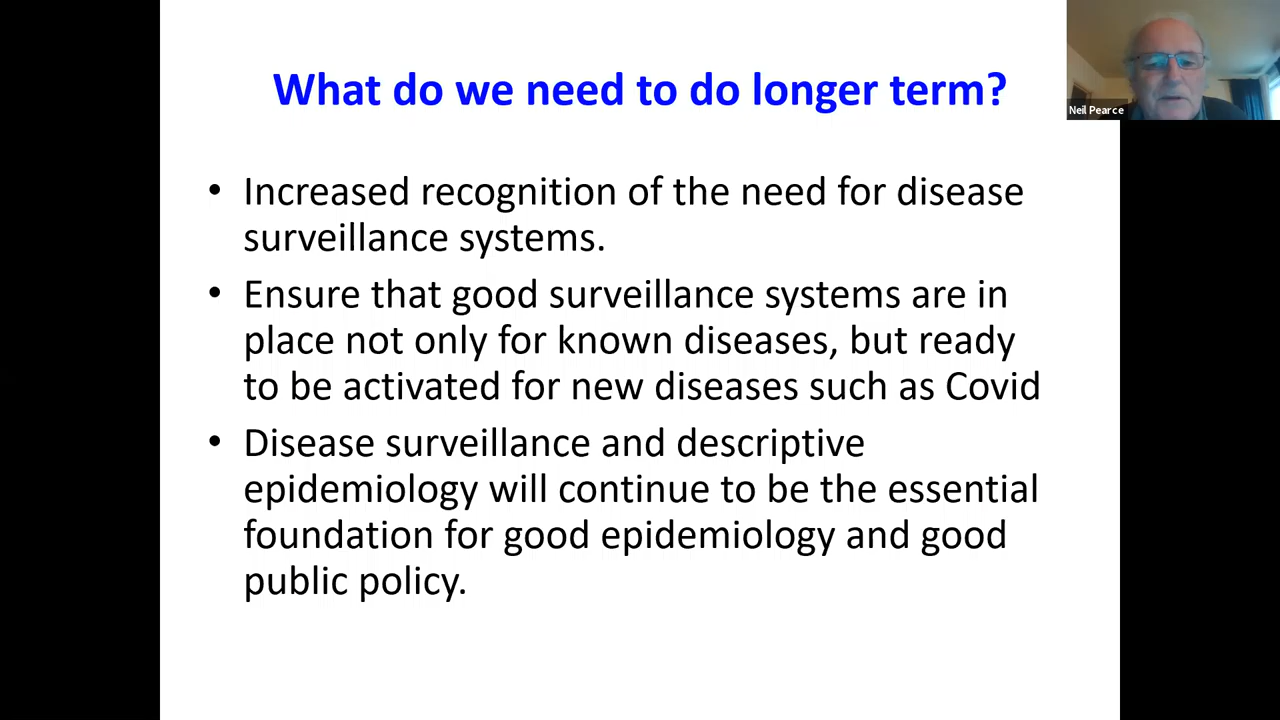 What do we need to do longer term?
Neil Pearce
• Increased recognition of the need for disease
surveillance systems.
• Ensure that good surveillance systems are in
place not only for known diseases, but ready
to be activated for new diseases such as Covid
• Disease surveillance and descriptive
epidemiology will continue to be the essential
foundation for good epidemiology and good
public policy.